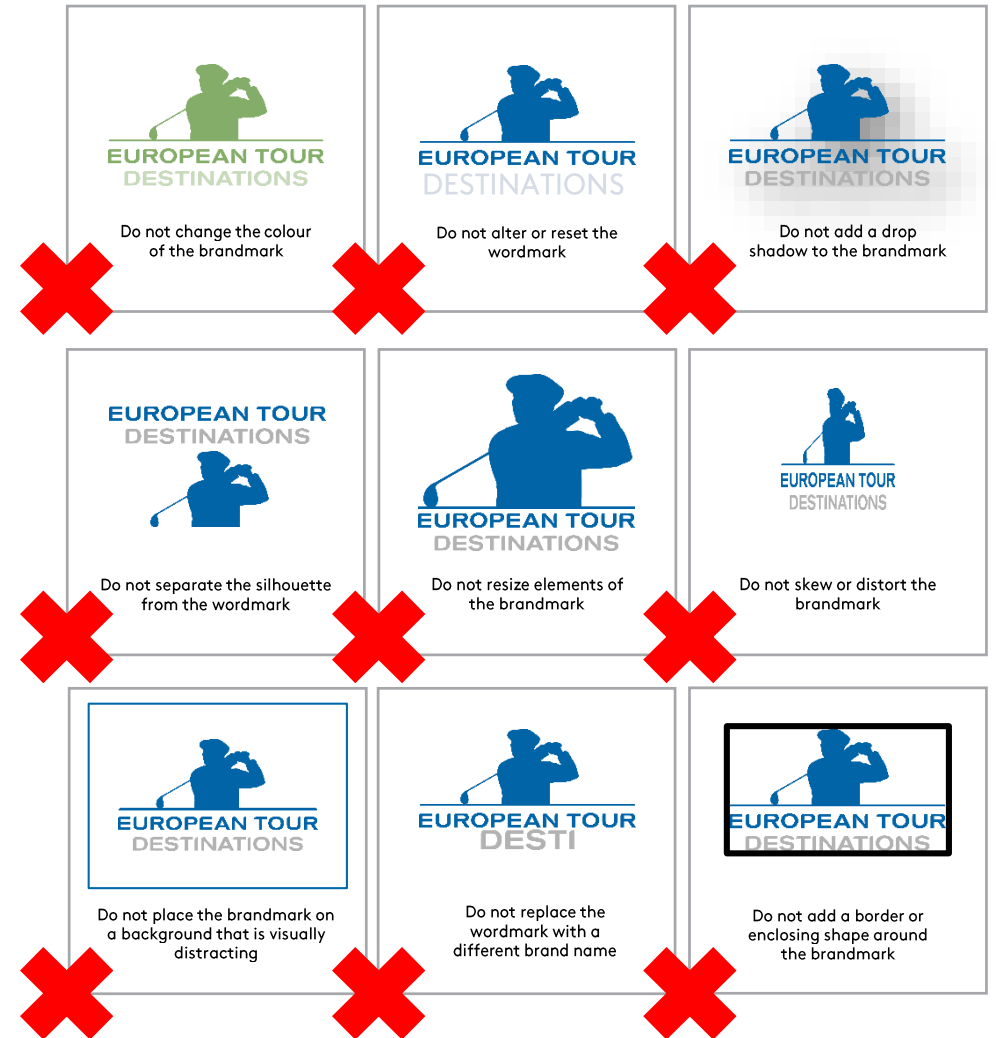 EUROPEAN TOUR
DESTINATIONS
Do not change the colour
of the brandmark
EUROPEAN TOUR
DESTINATIONS
Do not alter or reset the
wordmark
EUROPEAN TOUR
DESTINATIONS
Do not add a drop
shadow to the brandmark
EUROPEAN TOUR
DESTINATIONS
Do not separate the silhouette
from the wordmark
EUROPEAN TOUR
DESTINATIONS
Do not resize elements of
the brandmark
EUROPEAN TOUR
DESTINATIONS
Do not skew or distort the
brandmark
EUROPEAN TOUR
DESTINATIONS
Do not place the brandmark on
a background that is visually
distracting
EUROPEAN TOUR
DESTI
Do not replace the
wordmark with a
different brand name
EUROPEAN TOUR
DESTINATIONS
Do not add a border or
enclosing shape around
the brandmark